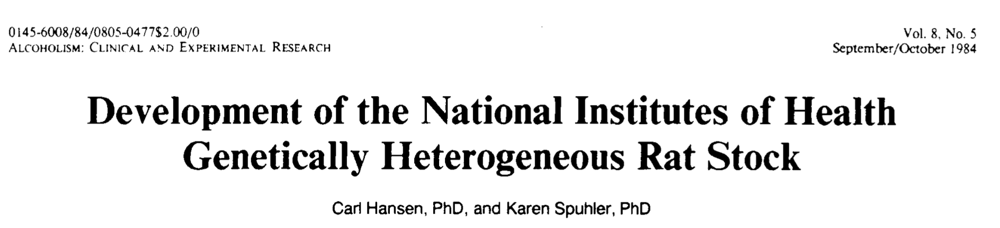 0145-6008/84/0805-0477$2.00/0
ALCOHOLISM: CLINICAL AND EXPERIMENTAL RESEARCH
Vol. 8, No. 5
September/October 1984
Development of the National Institutes of Health
Genetically Heterogeneous Rat Stock
Carl Hansen, PhD, and Karen Spuhler, PhD